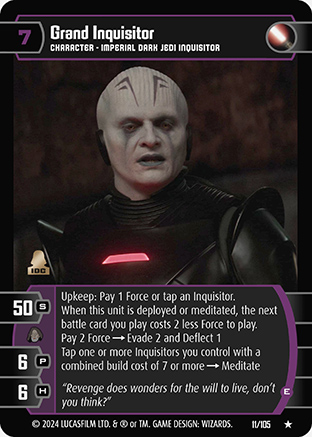 7
Grand Inquisitor
CHARACTER - IMPERIAL DARK JEDI INQUISITOR
IDC
50 S
6 P
6 H
Upkeep: Pay 1 Force or tap an Inquisitor.
When this unit is deployed or meditated, the next
battle card you play costs 2 less Force to play.
Pay 2 Force → Evade 2 and Deflect 1
Tap one or more Inquisitors you control with a
combined build cost of 7 or more → Meditate
“Revenge does wonders for the will to live, don’t
you think?”
E
© 2024 LUCASFILM LTD. & ® or TM. GAME DESIGN: WIZARDS. 11/105 ★